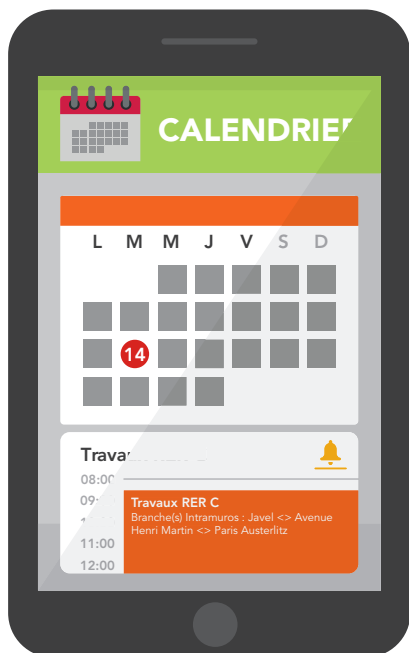 CALENDRIE
L M M J V S D
14
Trava
08:00
09:
11:00
12:00
Travaux RER C
Branche(s) Intramuros : Javel <> Avenue
Henri Martin <> Paris Austerlitz